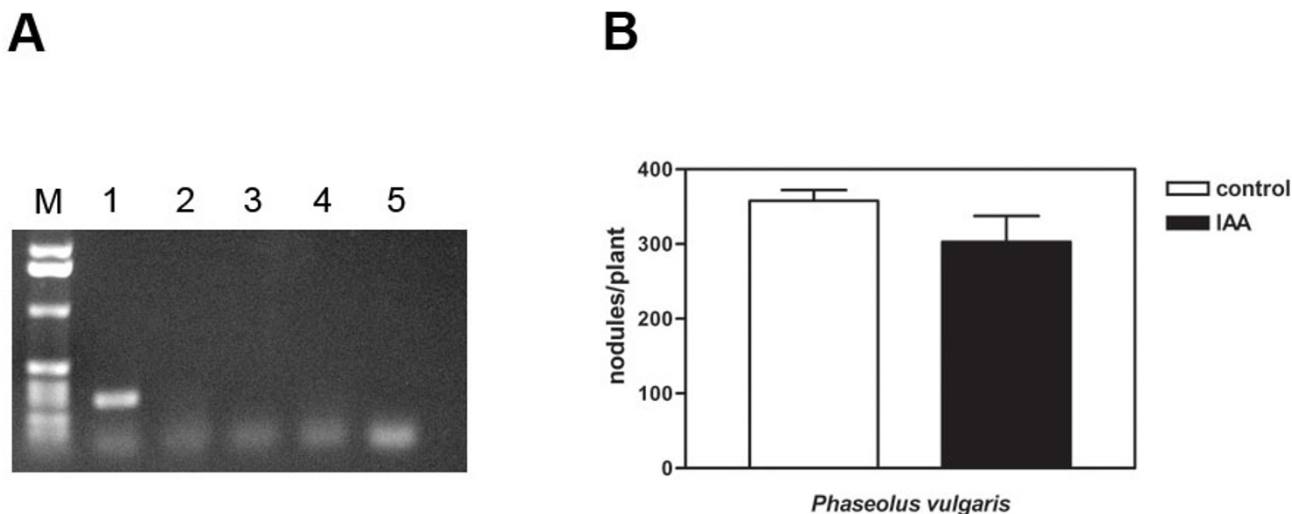 A
B
M 1 2 3 4 5
400
300
200
100
0
nodules/plant
control
IAA
Phaseolus vulgaris